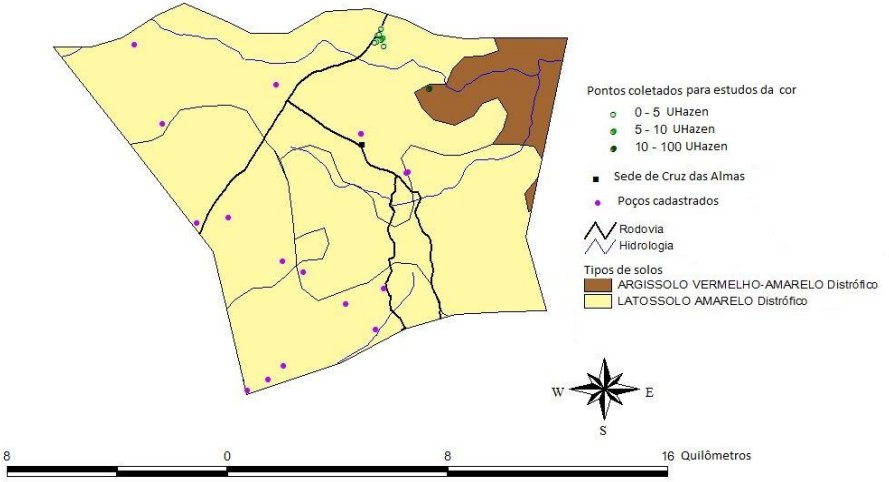 Pontos coletados para estudos da cor
0 - 5 UHazen
5 - 10 UHazen
10 - 100 UHazen
Sede de Cruz das Almas
Poços cadastrados
Rodovia
Hidrologia
Tipos de solos
ARGISSOLO VERMELHO-AMARELO Distrófico
LATOSSOLO AMARELO Distrófico
W E
S
8 0 8 16 Quilômetros